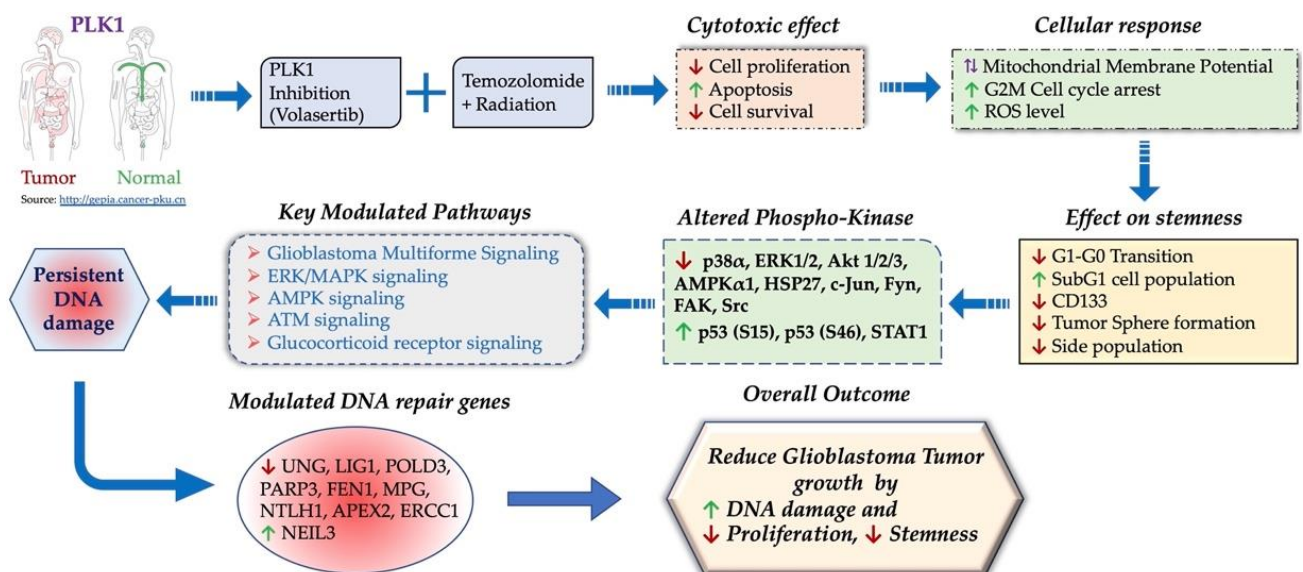 PLK1
Tumor Normal
Source: http://gepia.cancer-pku.cn
PLK1
Inhibition
(Volasertib)
+
Temozolomide
+ Radiation
Cytotoxic effect
↓ Cell proliferation
↑ Apoptosis
↓ Cell survival
Cellular response
⇅ Mitochondrial Membrane Potential
↑ G2M Cell cycle arrest
↑ ROS level
Effect on stemness
↓ G1-G0 Transition
↑ SubG1 cell population
↓ CD133
↓ Tumor Sphere formation
↓ Side population
Altered Phospho-Kinase
↓ p38α, ERK1/2, Akt 1/2/3,
AMPKα1, HSP27, c-Jun, Fyn,
FAK, Src
↑ p53 (S15), p53 (S46), STAT1
Key Modulated Pathways
➢ Glioblastoma Multiforme Signaling
➢ ERK/MAPK signaling
➢ AMPK signaling
➢ ATM signaling
➢ Glucocorticoid receptor signaling
Persistent
DNA
damage
Modulated DNA repair genes
↓ UNG, LIG1, POLD3,
PARP3, FEN1, MPG,
NTLH1, APEX2, ERCC1
↑ NEIL3
Overall Outcome
Reduce Glioblastoma Tumor
growth by
↑ DNA damage and
↓ Proliferation, ↓ Stemness